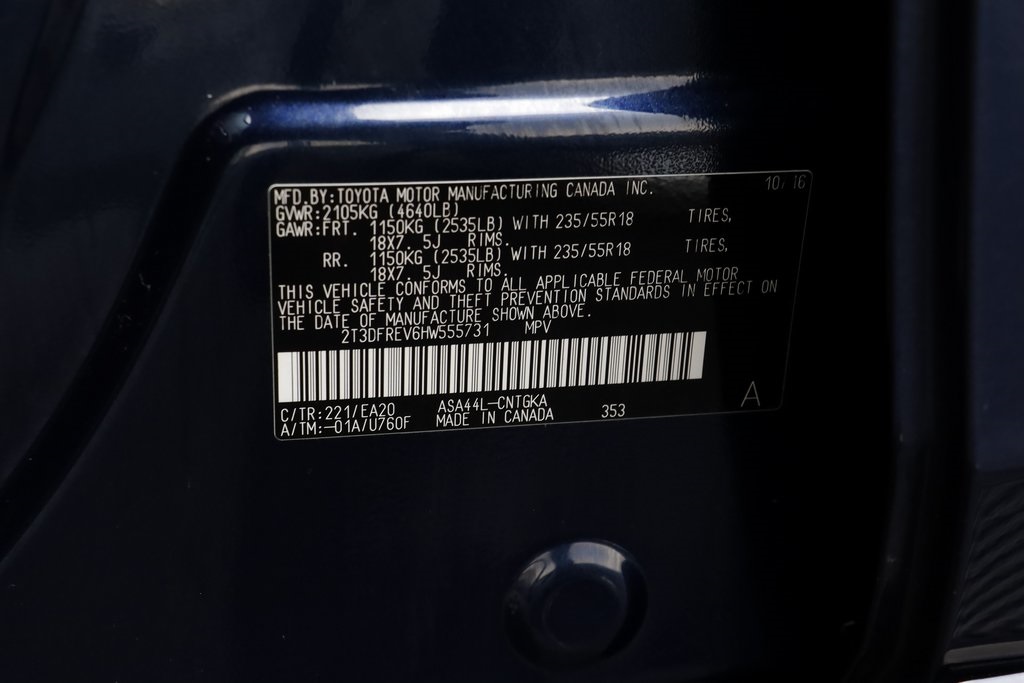 MFD.BY:TOYOTA MOTOR MANUFACTURING CANADA INC. 10/16
GVWR:2105KG (4640LB)
GAWR:FRT. 1150KG (2535LB) WITH 235/55R18 TIRES,
18X7. 5J RIMS.
RR. 1150KG (2535LB) WITH 235/55R18 TIRES,
18X7. 5J RIMS.
THIS VEHICLE CONFORMS TO ALL APPLICABLE FEDERAL MOTOR
VEHICLE SAFETY AND THEFT PREVENTION STANDARDS IN EFFECT ON
THE DATE OF MANUFACTURE SHOWN ABOVE.
2T3DFREV6HW555731 MPV
C/TR:221/EA20 ASA44L-CNTGKA 353 A
A/TM:-01A/U760F MADE IN CANADA